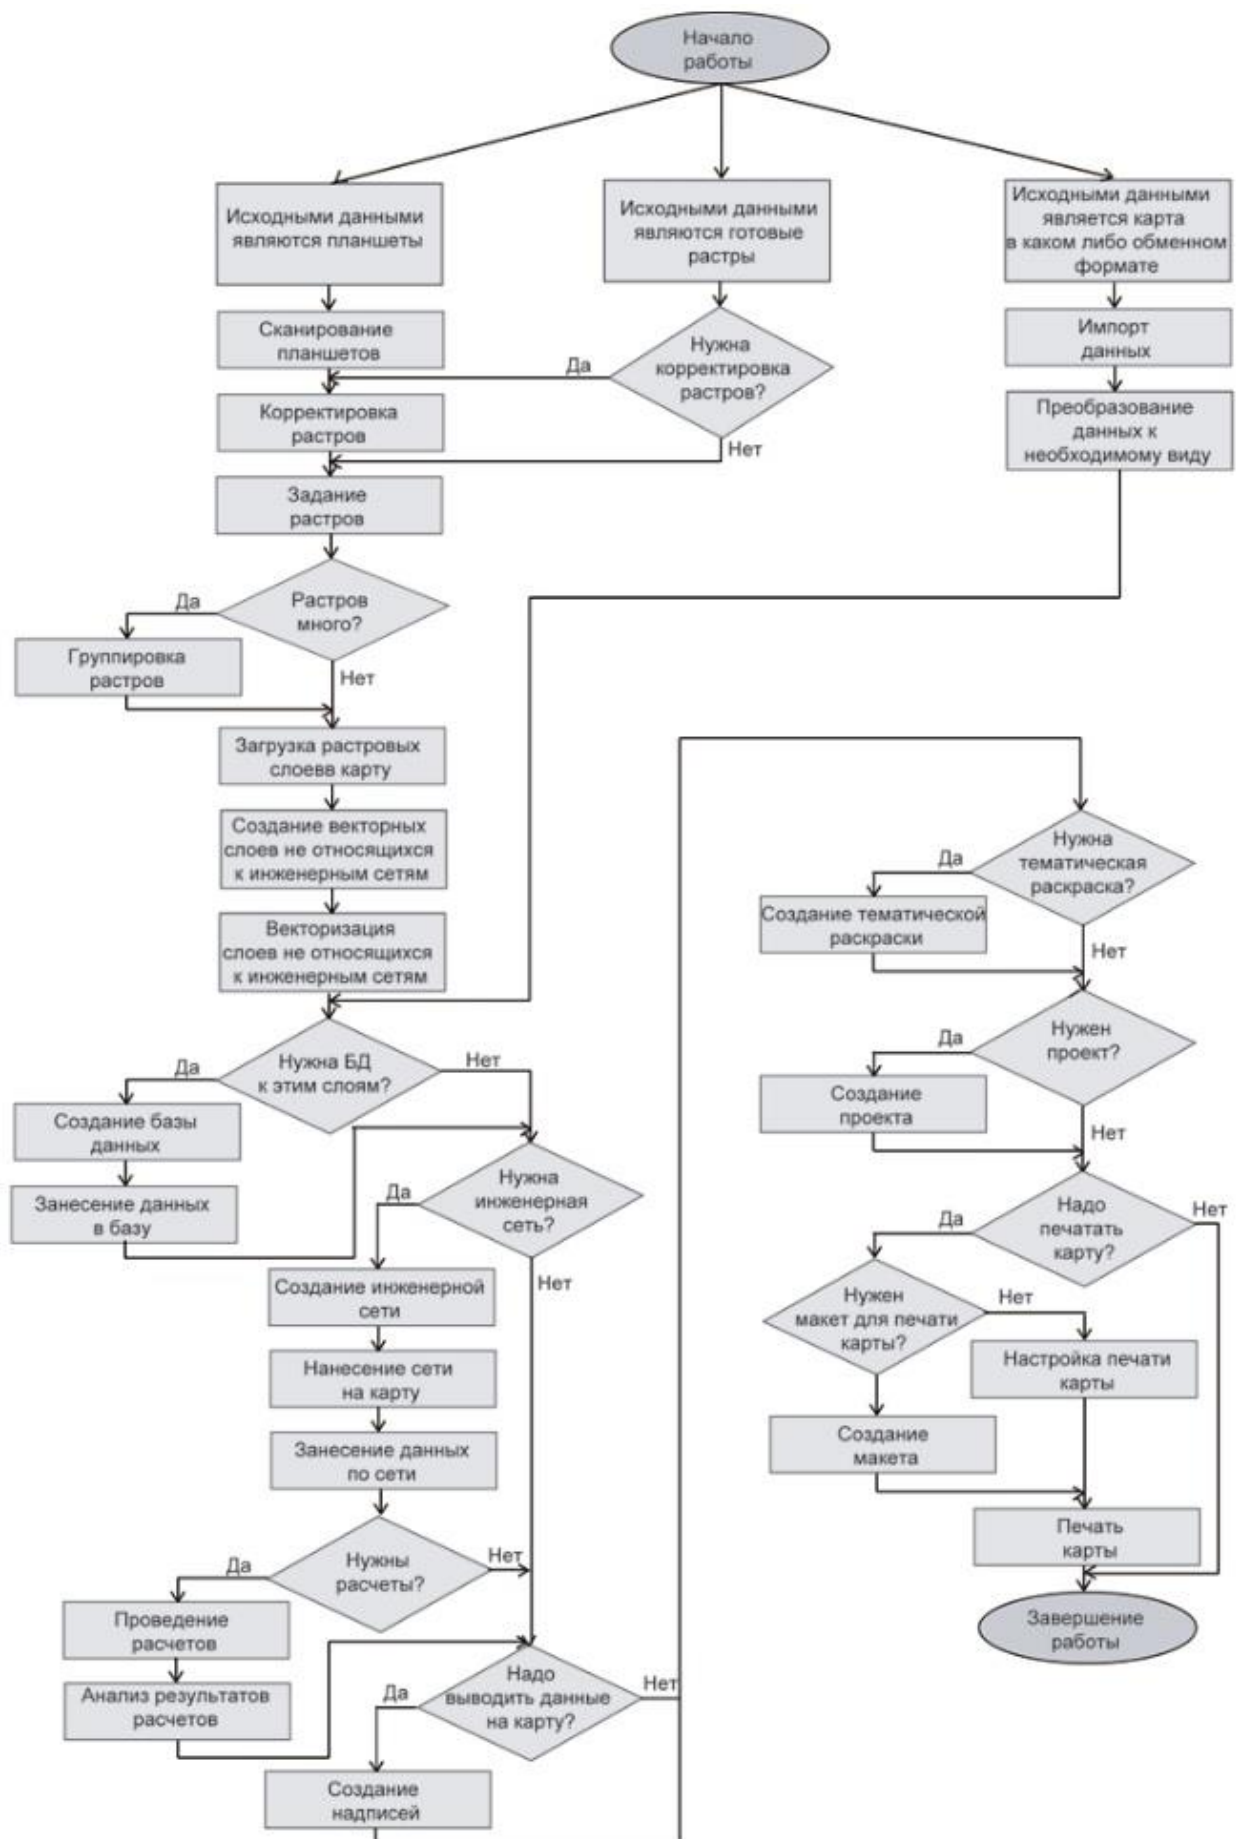 Начало
работы
Исходными данными
являются планшеты
Исходными данными
являются готовые
растры
Исходными данными
является карта
в каком либо обменном
формате
Сканирование
планшетов
Да
Нужна
корректировка
растров?
Импорт
данных
Корректировка
растров
Нет
Преобразование
данных к
необходимому виду
Задание
растров
Да
Растров
много?
Группировка
растров
Нет
Загрузка растровых
слоевв карту
Создание векторных
слоев не относящихся
к инженерным сетям
Векторизация
слоев не относящихся
к инженерным сетям
Да
Нужна БД
к этим слоям?
Нет
Создание базы
данных
Занесение данных
в базу
Да
Нужна
инженерная
сеть?
Нет
Создание инженерной
сети
Нанесение сети
на карту
Занесение данных
по сети
Да
Нужны
расчеты?
Нет
Проведение
расчетов
Анализ результатов
расчетов
Да
Надо
выводить данные
на карту?
Нет
Создание
надписей
Да
Нужна
тематическая
раскраска?
Создание тематической
раскраски
Нет
Да
Нужен
проект?
Создание
проекта
Нет
Да
Надо
печатать
карту?
Нет
Нужен
макет для печати
карты?
Нет
Настройка печати
карты
Создание
макета
Печать
карты
Завершение
работы